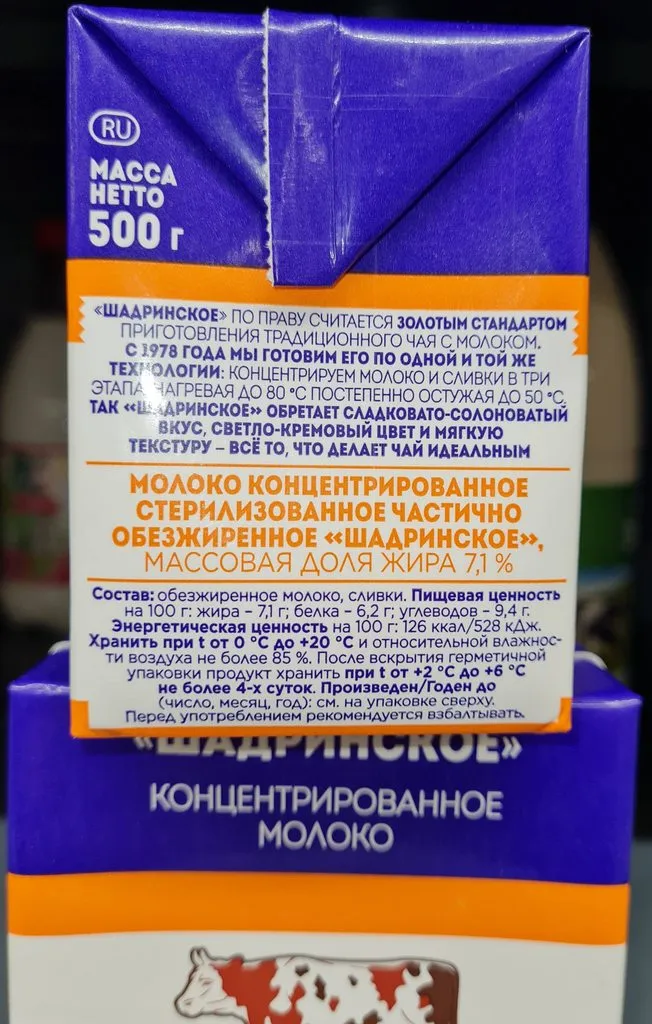 RU
МАССА
НЕТТО
500 г
«ШАДРИНСКОЕ» ПО ПРАВУ СЧИТАЕТСЯ ЗОЛОТЫМ СТАНДАРТОМ
ПРИГОТОВЛЕНИЯ ТРАДИЦИОННОГО ЧАЯ С МОЛОКОМ.
С 1978 ГОДА МЫ ГОТОВИМ ЕГО ПО ОДНОЙ И ТОЙ ЖЕ
ТЕХНОЛОГИИ: КОНЦЕНТРИРУЕМ МОЛОКО И СЛИВКИ В ТРИ
ЭТАПА, НАГРЕВАЯ ДО 80 °С ПОСТЕПЕННО ОСТУЖАЯ ДО 50 °С.
ТАК «ШАДРИНСКОЕ» ОБРЕТАЕТ СЛАДКОВАТО-СОЛОНОВАТЫЙ
ВКУС, СВЕТЛО-КРЕМОВЫЙ ЦВЕТ И МЯГКУЮ
ТЕКСТУРУ – ВСЁ ТО, ЧТО ДЕЛАЕТ ЧАЙ ИДЕАЛЬНЫМ
МОЛОКО КОНЦЕНТРИРОВАННОЕ
СТЕРИЛИЗОВАННОЕ ЧАСТИЧНО
ОБЕЗЖИРЕННОЕ «ШАДРИНСКОЕ»,
МАССОВАЯ ДОЛЯ ЖИРА 7,1 %
Состав: обезжиренное молоко, сливки. Пищевая ценность
на 100 г: жира – 7,1 г; белка – 6,2 г; углеводов – 9,4 г.
Энергетическая ценность на 100 г: 126 ккал/528 кДж.
Хранить при t от 0 °С до +20 °С и относительной влажнос-
ти воздуха не более 85 %. После вскрытия герметичной
упаковки продукт хранить при t от +2 °С до +6 °С
не более 4-х суток. Произведен/Годен до
(число, месяц, год): см. на упаковке сверху.
Перед употреблением рекомендуется взбалтывать.
«ШАДРИНСКОЕ»
КОНЦЕНТРИРОВАННОЕ
МОЛОКО